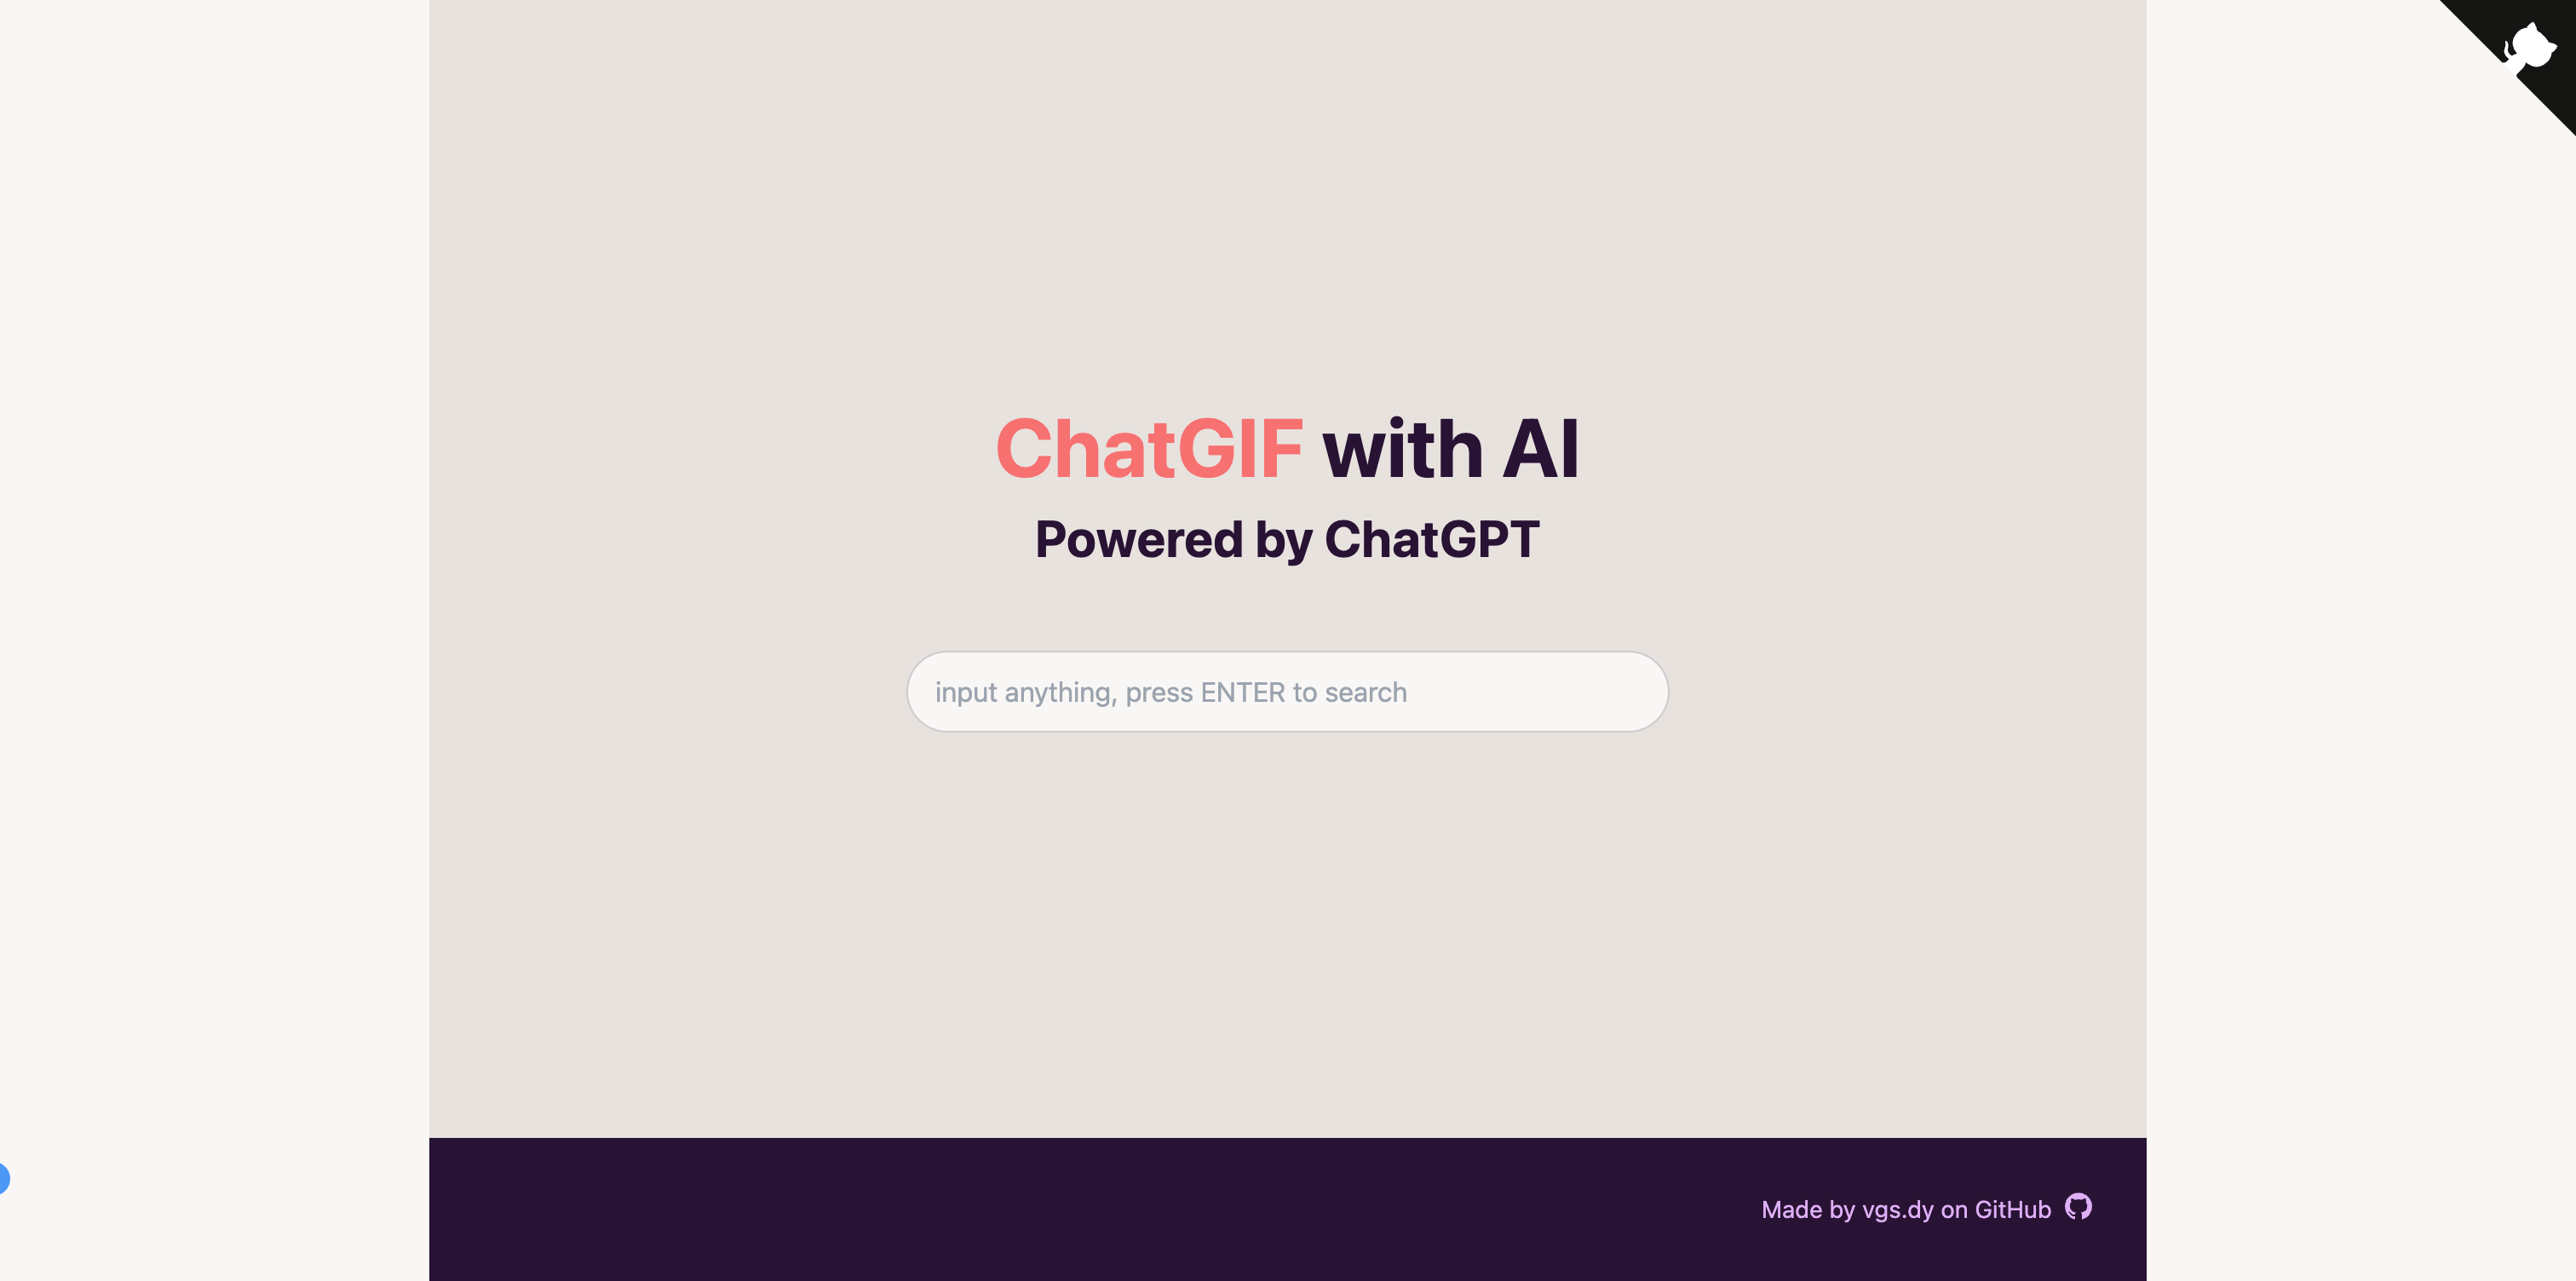 ChatGIF with AI
Powered by ChatGPT
input anything, press ENTER to search
Made by vgs.dy on GitHub